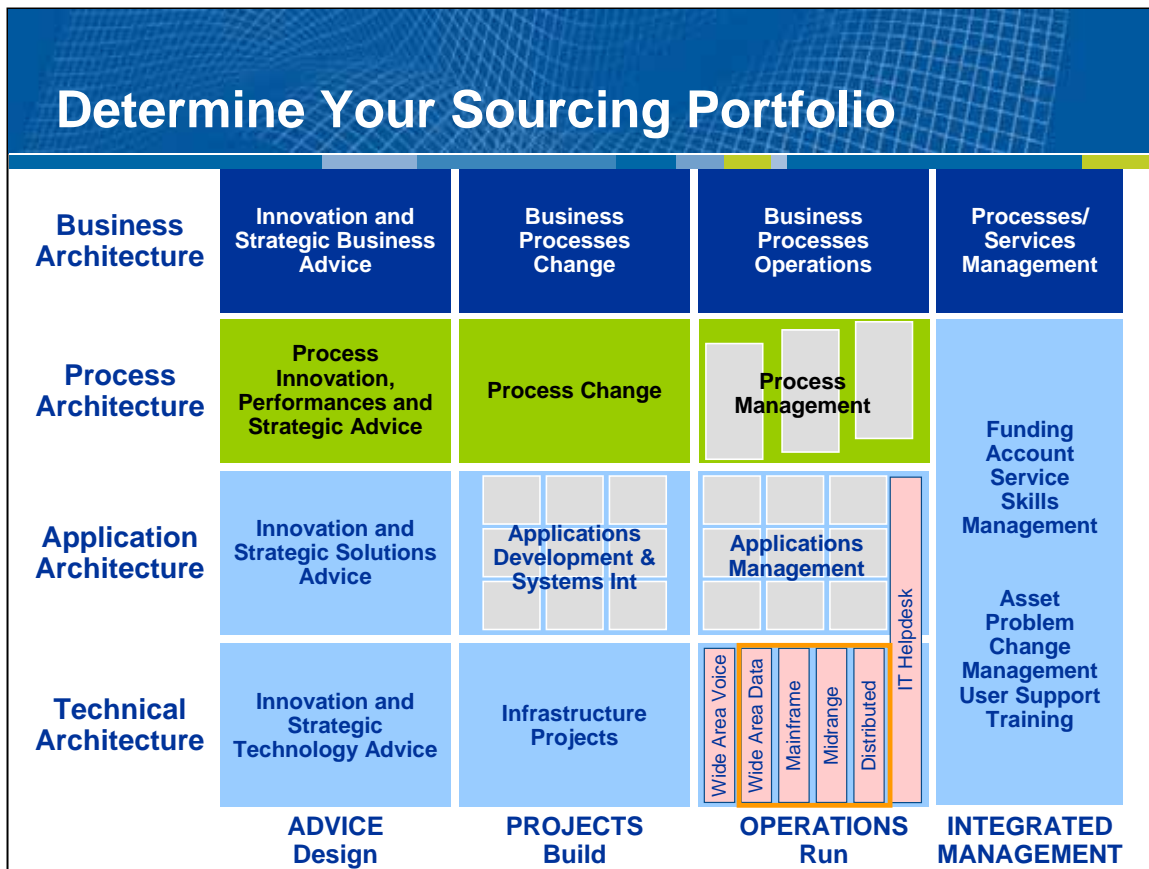 Determine Your Sourcing Portfolio
Business
Architecture
Innovation and
Strategic Business
Advice
Business
Processes
Change
Business
Processes
Operations
Processes/
Services
Management
Process
Architecture
Process
Innovation,
Performances and
Strategic Advice
Process Change
Process
Management
Funding
Account
Service
Skills
Management
Asset
Problem
Change
Management
User Support
Training
Application
Architecture
Innovation and
Strategic Solutions
Advice
Applications
Development &
Systems Int
Applications
Management
IT Helpdesk
Technical
Architecture
Innovation and
Strategic
Technology Advice
Infrastructure
Projects
Wide Area Voice
Wide Area Data
Mainframe
Midrange
Distributed
ADVICE
Design
PROJECTS
Build
OPERATIONS
Run
INTEGRATED
MANAGEMENT